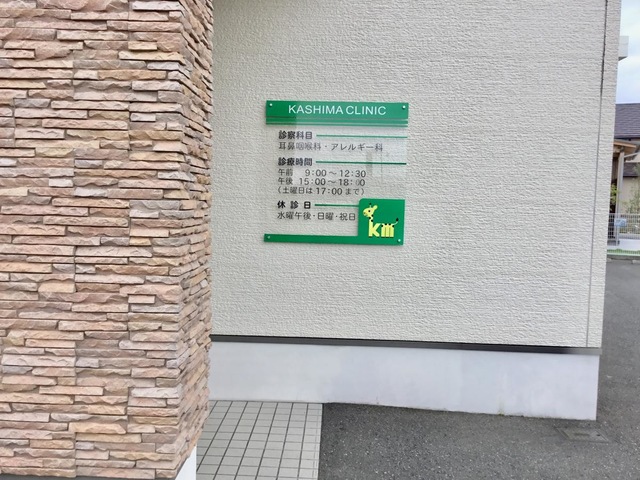 KASHIMA CLINIC
診察科目
耳鼻咽喉科・アレルギー科
診療時間
午前 9:00～12:30
午後 15:00～18:00
(土曜日は17:00まで)
休診日
水曜午後・日曜・祝日
km